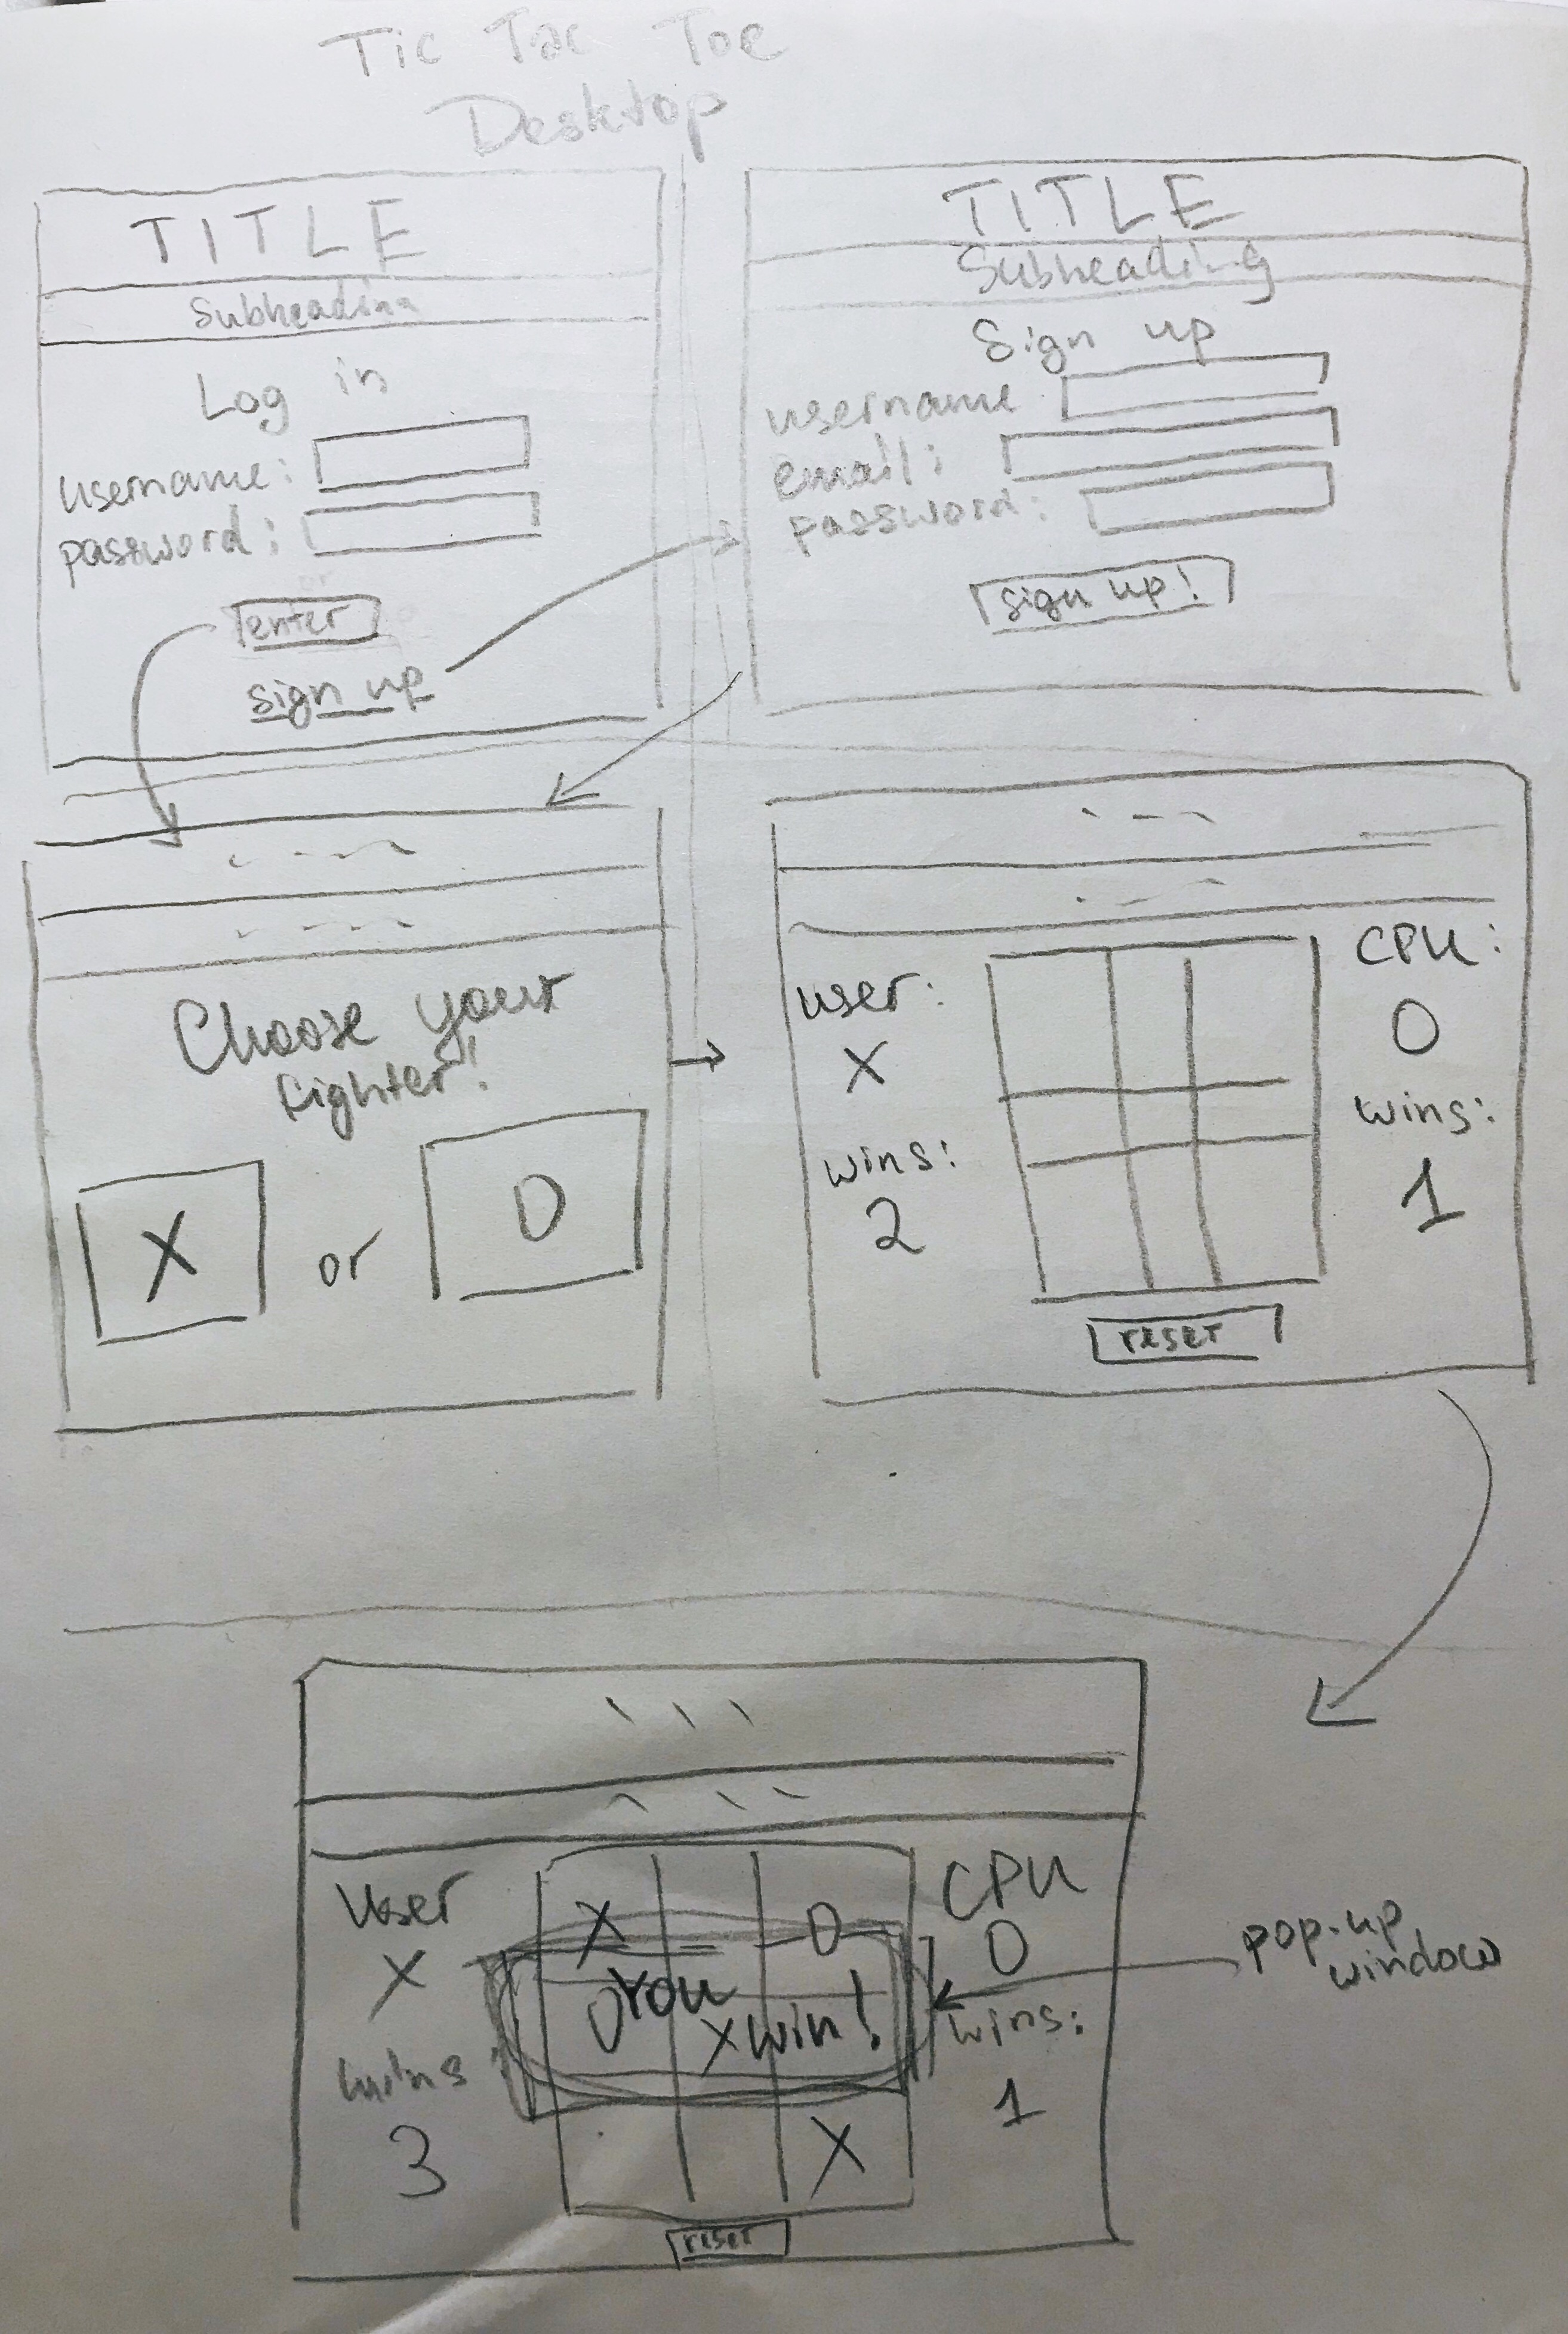 Tic Tac Toe
Desktop
TITLE
Subheading
Log in
username:
password:
enter
sign up
TITLE
Subheading
Sign up
username
email:
password:
sign up!
Choose your
fighter!
X or O
user:
X
wins:
2
reset
CPU:
O
wins:
1
User
X
wins
3
X O
O X
X
You
win!
reset
CPU
O
wins:
1
pop-up
window